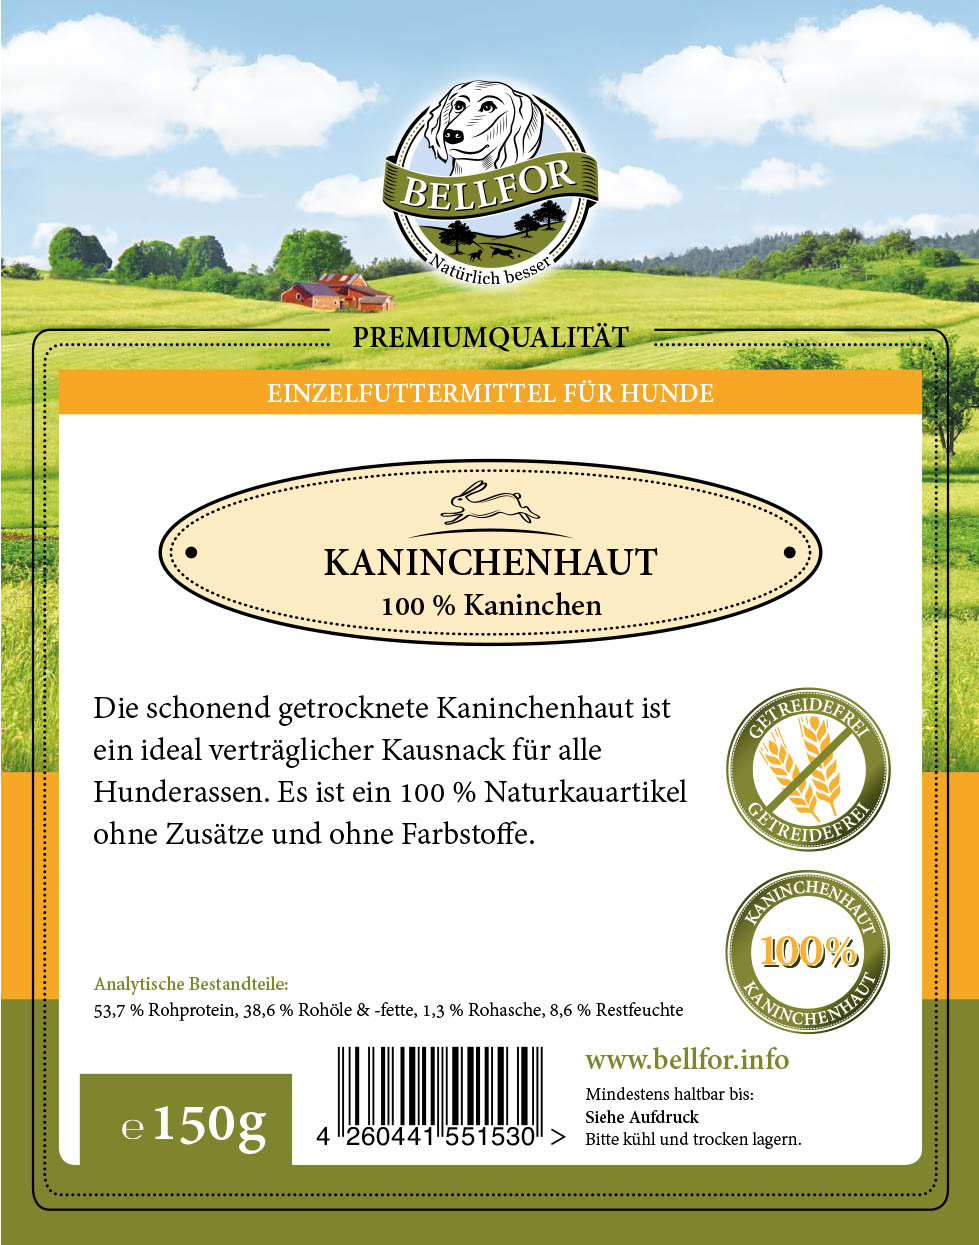 BELLFOR
Natürlich besser
PREMIUMQUALITÄT
EINZELFUTTERMITTEL FÜR HUNDE
KANINCHENHAUT
100 % Kaninchen
Die schonend getrocknete Kaninchenhaut ist
ein ideal verträglicher Kausnack für alle
Hunderassen. Es ist ein 100 % Naturkauartikel
ohne Zusätze und ohne Farbstoffe.
GETREIDEFREI
GETREIDEFREI
KANINCHENHAUT
100%
KANINCHENHAUT
Analytische Bestandteile:
53,7 % Rohprotein, 38,6 % Rohöle & -fette, 1,3 % Rohasche, 8,6 % Restfeuchte
℮ 150g
4 260441 551530 >
www.bellfor.info
Mindestens haltbar bis:
Siehe Aufdruck
Bitte kühl und trocken lagern.